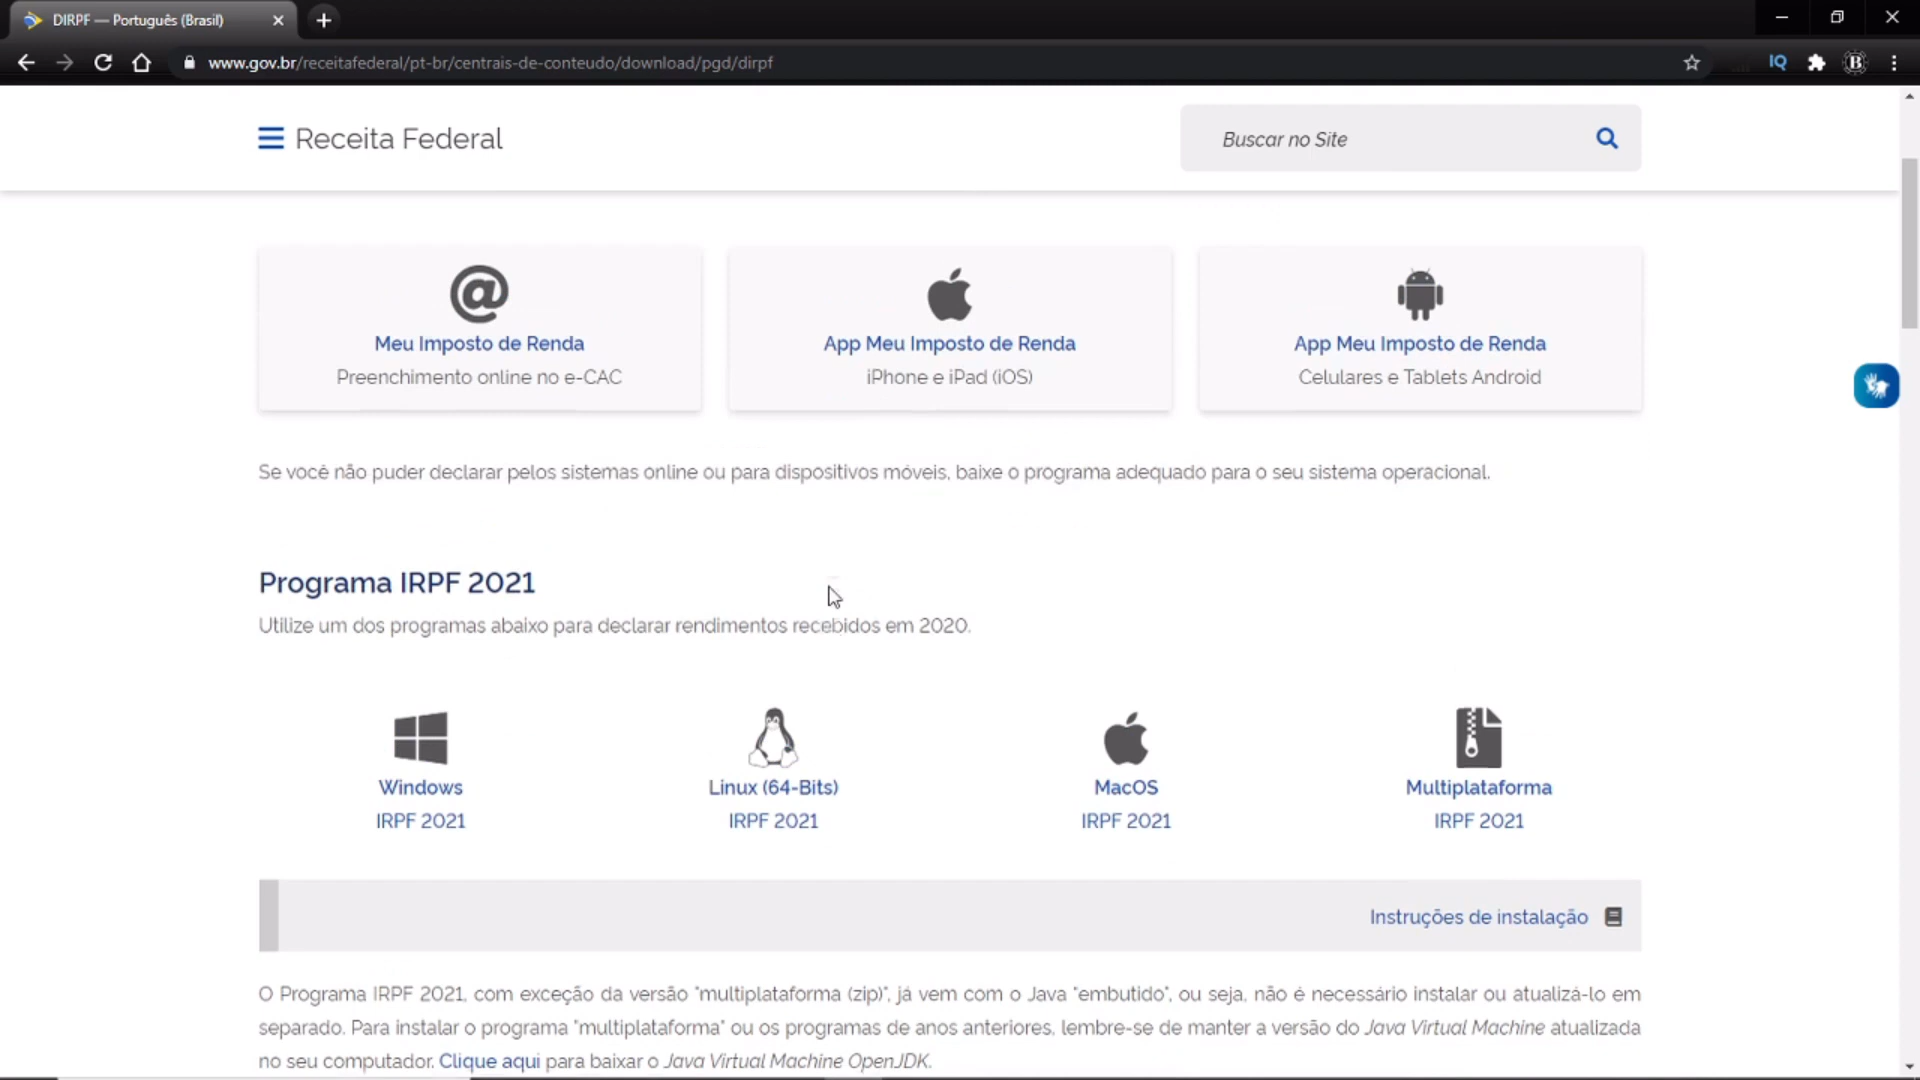 DIRPF — Português (Brasil)
www.gov.br/receitafederal/pt-br/centrais-de-conteudo/download/pgd/dirpf
IQ
B
Receita Federal
Buscar no Site
Meu Imposto de Renda
Preenchimento online no e-CAC
App Meu Imposto de Renda
iPhone e iPad (iOS)
App Meu Imposto de Renda
Celulares e Tablets Android
Se você não puder declarar pelos sistemas online ou para dispositivos móveis, baixe o programa adequado para o seu sistema operacional.
Programa IRPF 2021
Utilize um dos programas abaixo para declarar rendimentos recebidos em 2020.
Windows
IRPF 2021
Linux (64-Bits)
IRPF 2021
MacOS
IRPF 2021
Multiplataforma
IRPF 2021
Instruções de instalação
O Programa IRPF 2021, com exceção da versão "multiplataforma (zip)", já vem com o Java "embutido", ou seja, não é necessário instalar ou atualizá-lo em
separado. Para instalar o programa "multiplataforma" ou os programas de anos anteriores, lembre-se de manter a versão do Java Virtual Machine atualizada
no seu computador. Clique aqui para baixar o Java Virtual Machine OpenJDK.